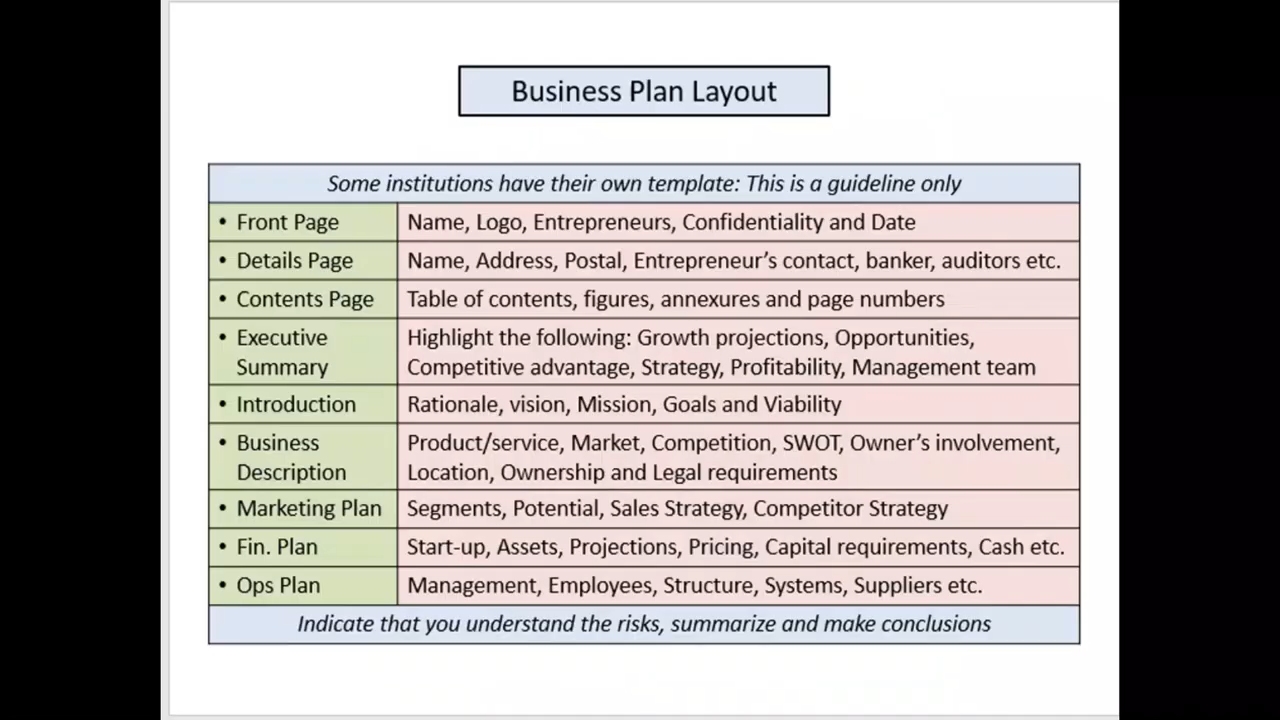 Business Plan Layout
Some institutions have their own template: This is a guideline only
• Front Page
Name, Logo, Entrepreneurs, Confidentiality and Date
• Details Page
Name, Address, Postal, Entrepreneur's contact, banker, auditors etc.
• Contents Page
Table of contents, figures, annexures and page numbers
• Executive
Summary
Highlight the following: Growth projections, Opportunities,
Competitive advantage, Strategy, Profitability, Management team
• Introduction
Rationale, vision, Mission, Goals and Viability
• Business
Description
Product/service, Market, Competition, SWOT, Owner's involvement,
Location, Ownership and Legal requirements
• Marketing Plan
Segments, Potential, Sales Strategy, Competitor Strategy
• Fin. Plan
Start-up, Assets, Projections, Pricing, Capital requirements, Cash etc.
• Ops Plan
Management, Employees, Structure, Systems, Suppliers etc.
Indicate that you understand the risks, summarize and make conclusions